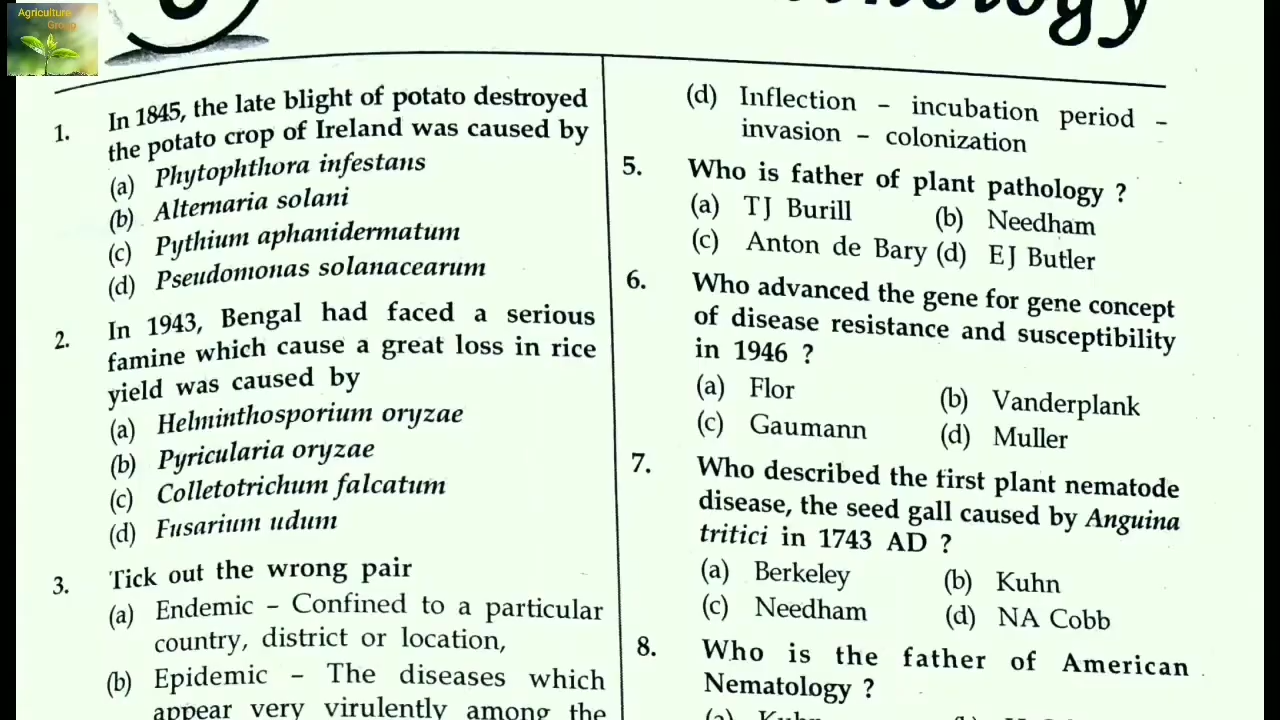 Agriculture
Group
1. In 1845, the late blight of potato destroyed
the potato crop of Ireland was caused by
(a) Phytophthora infestans
(b) Alternaria solani
(c) Pythium aphanidermatum
(d) Pseudomonas solanacearum
2. In 1943, Bengal had faced a serious
famine which cause a great loss in rice
yield was caused by
(a) Helminthosporium oryzae
(b) Pyricularia oryzae
(c) Colletotrichum falcatum
(d) Fusarium udum
3. Tick out the wrong pair
(a) Endemic – Confined to a particular
country, district or location,
(b) Epidemic – The diseases which
appear very virulently among the
(d) Inflection – incubation period –
invasion – colonization
5. Who is father of plant pathology ?
(a) TJ Burill (b) Needham
(c) Anton de Bary (d) EJ Butler
6. Who advanced the gene for gene concept
of disease resistance and susceptibility
in 1946 ?
(a) Flor (b) Vanderplank
(c) Gaumann (d) Muller
7. Who described the first plant nematode
disease, the seed gall caused by Anguina
tritici in 1743 AD ?
(a) Berkeley (b) Kuhn
(c) Needham (d) NA Cobb
8. Who is the father of American
Nematology ?
(a) Kuhn